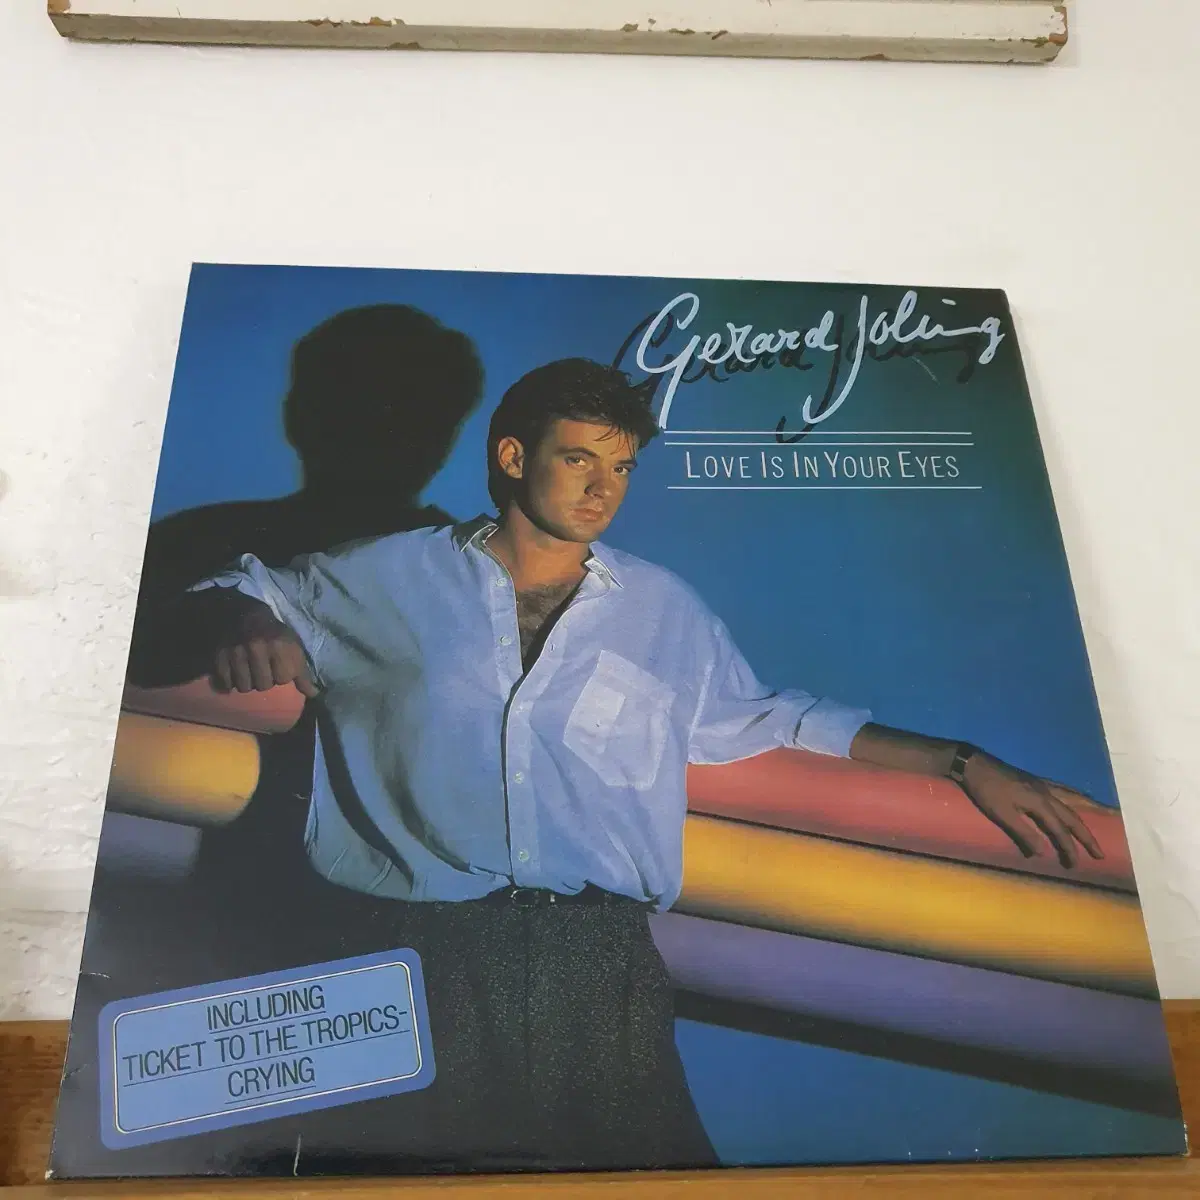 Gerard Joling
LOVE IS IN YOUR EYES
INCLUDING
TICKET TO THE TROPICS-
CRYING